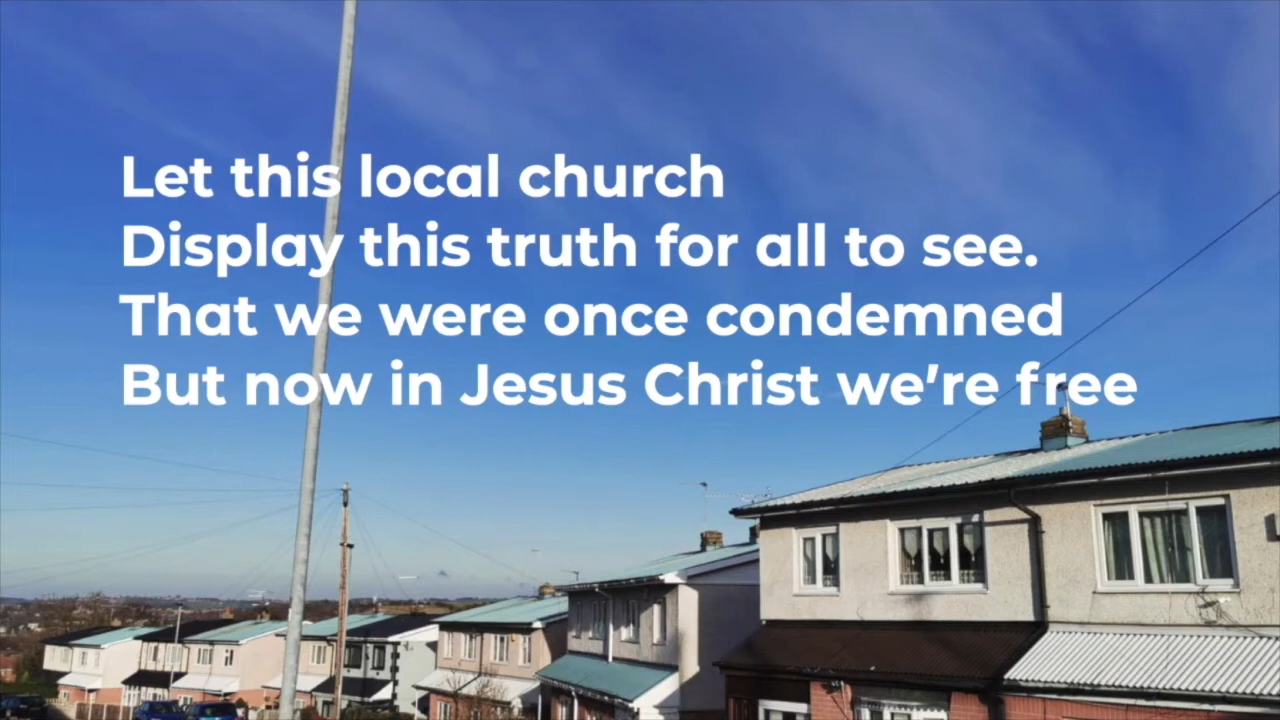 Let this local church
Display this truth for all to see.
That we were once condemned
But now in Jesus Christ we're free